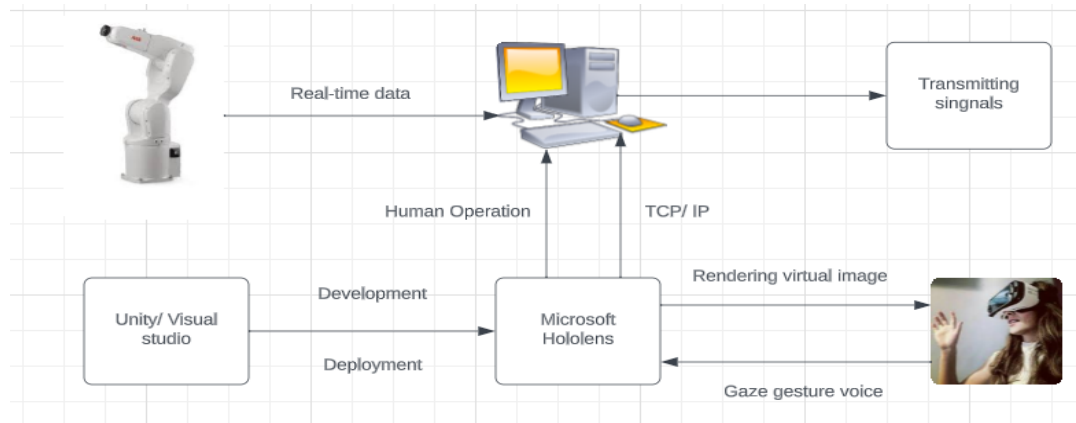 Real-time data
Transmitting
singnals
Human Operation
TCP/ IP
Unity/ Visual
studio
Development
Deployment
Microsoft
Hololens
Rendering virtual image
Gaze gesture voice